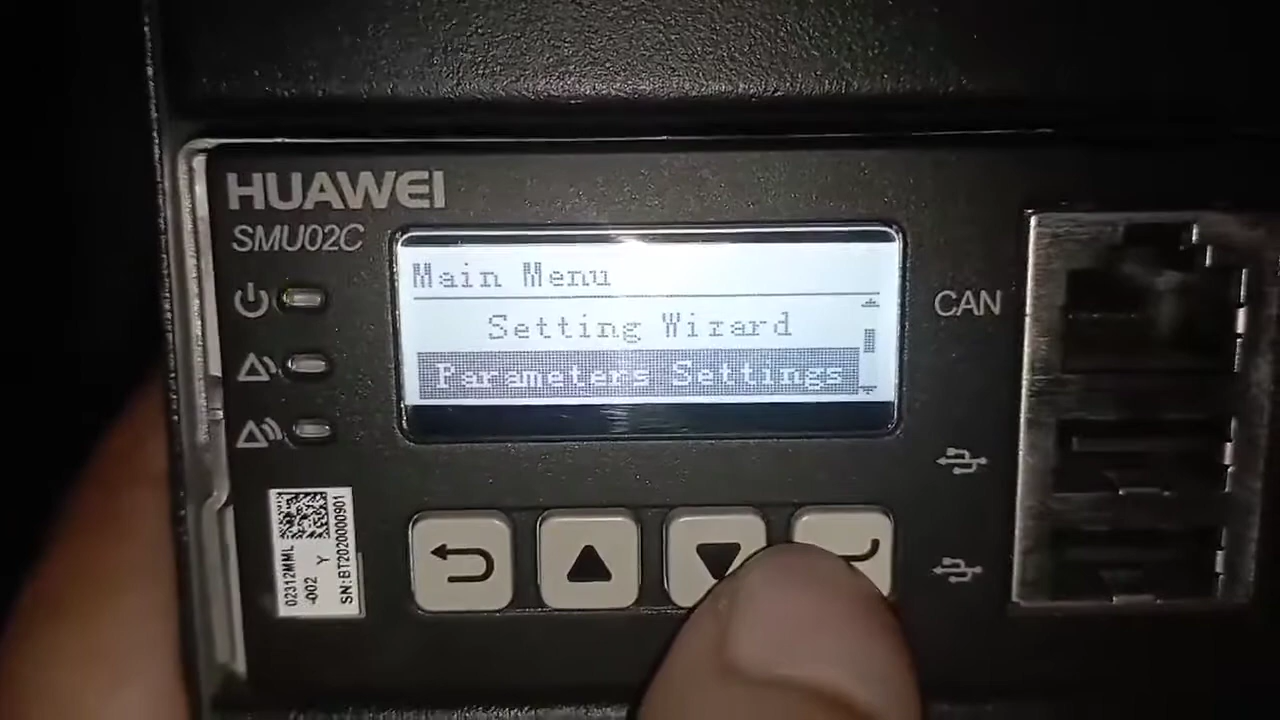 HUAWEI
SMU02C
Main Menu
Setting Wizard
Parameters Settings
CAN
02312MML
-002 Y
SN:BT2020000901